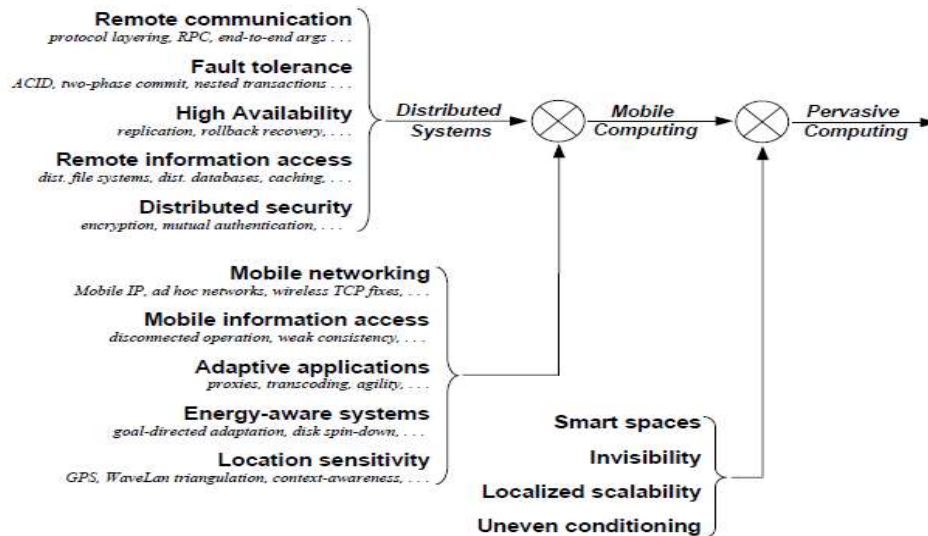 Remote communication
protocol layering, RPC, end-to-end args . . .
Fault tolerance
ACID, two-phase commit, nested transactions . . .
High Availability
replication, rollback recovery, . . .
Remote information access
dist. file systems, dist. databases, caching, . . .
Distributed security
encryption, mutual authentication, . . .
Distributed
Systems
Mobile
Computing
Pervasive
Computing
Mobile networking
Mobile IP, ad hoc networks, wireless TCP fixes, . . .
Mobile information access
disconnected operation, weak consistency, . . .
Adaptive applications
proxies, transcoding, agility, . . .
Energy-aware systems
goal-directed adaptation, disk spin-down, . . .
Location sensitivity
GPS, WaveLan triangulation, context-awareness, . . .
Smart spaces
Invisibility
Localized scalability
Uneven conditioning